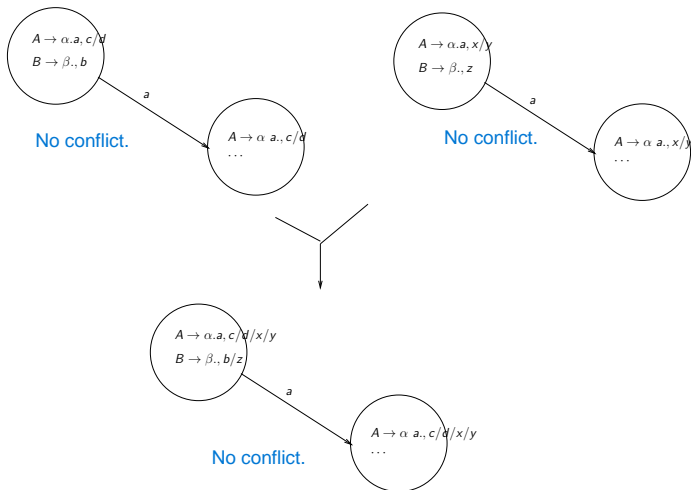 A → α.a, c/d
B → β., b
a
No conflict.
A → α a., c/d
...
A → α.a, x/y
B → β., z
a
No conflict.
A → α a., x/y
...
A → α.a, c/d/x/y
B → β., b/z
a
No conflict.
A → α a., c/d/x/y
...